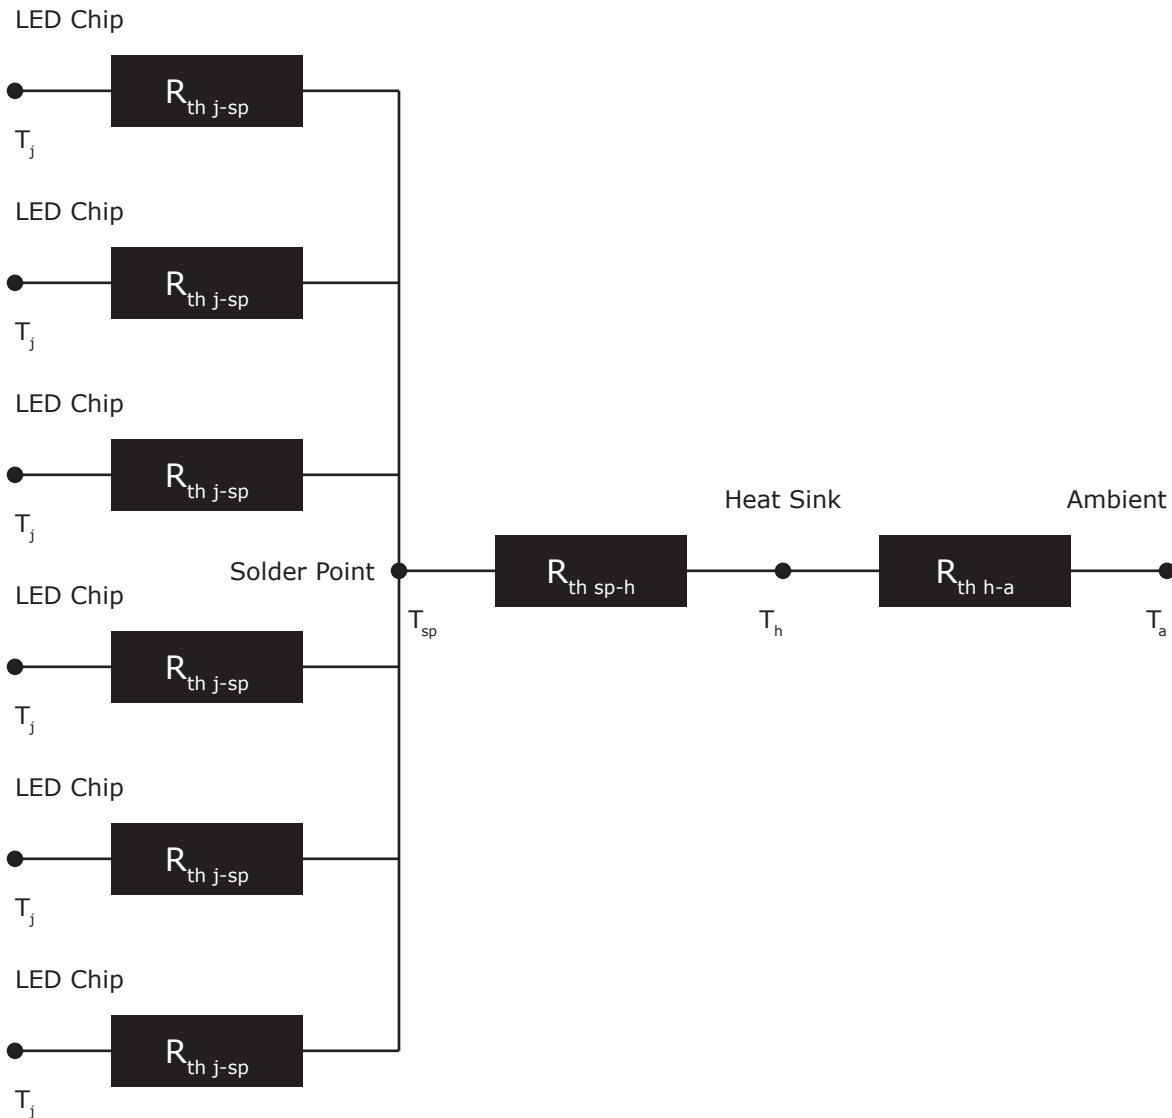 LED Chip
R th j-sp
T j
LED Chip
R th j-sp
T j
LED Chip
R th j-sp
T j
Heat Sink
Ambient
Solder Point
R th sp-h
R th h-a
T sp
T h
T a
LED Chip
R th j-sp
T j
LED Chip
R th j-sp
T j
LED Chip
R th j-sp
T j